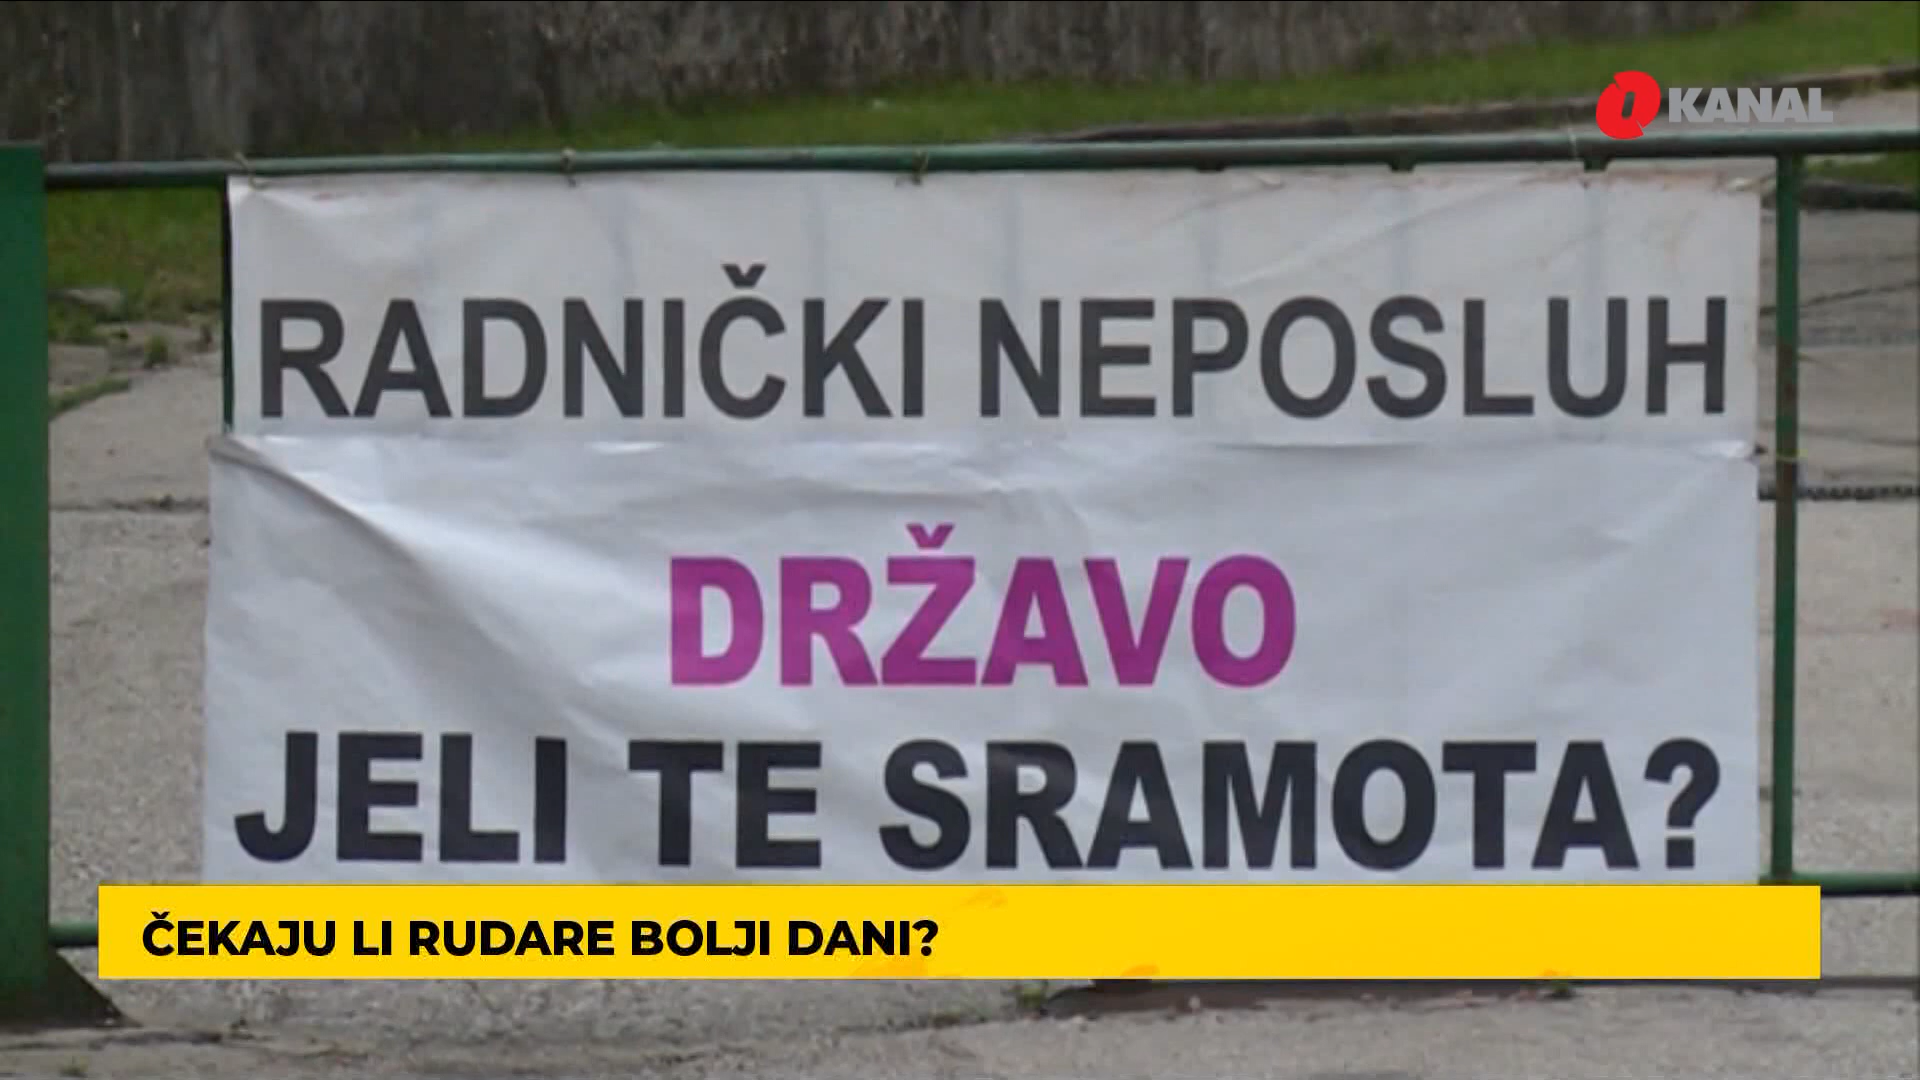 O KANAL
RADNIČKI NEPOSLUH
DRŽAVO
JELI TE SRAMOTA?
ČEKAJU LI RUDARE BOLJI DANI?